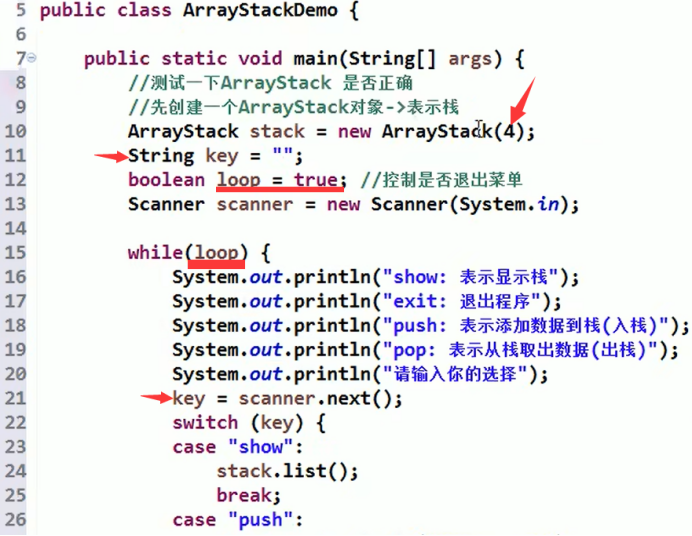 5 public class ArrayStackDemo {
6
7 public static void main(String[] args) {
8 //测试一下ArrayStack 是否正确
9 //先创建一个ArrayStack对象->表示栈
10 ArrayStack stack = new ArrayStack(4);
11 String key = "";
12 boolean loop = true; //控制是否退出菜单
13 Scanner scanner = new Scanner(System.in);
14
15 while(loop) {
16 System.out.println("show: 表示显示栈");
17 System.out.println("exit: 退出程序");
18 System.out.println("push: 表示添加数据到栈(入栈)");
19 System.out.println("pop: 表示从栈取出数据(出栈)");
20 System.out.println("请输入你的选择");
21 key = scanner.next();
22 switch (key) {
23 case "show":
24 stack.list();
25 break;
26 case "push":